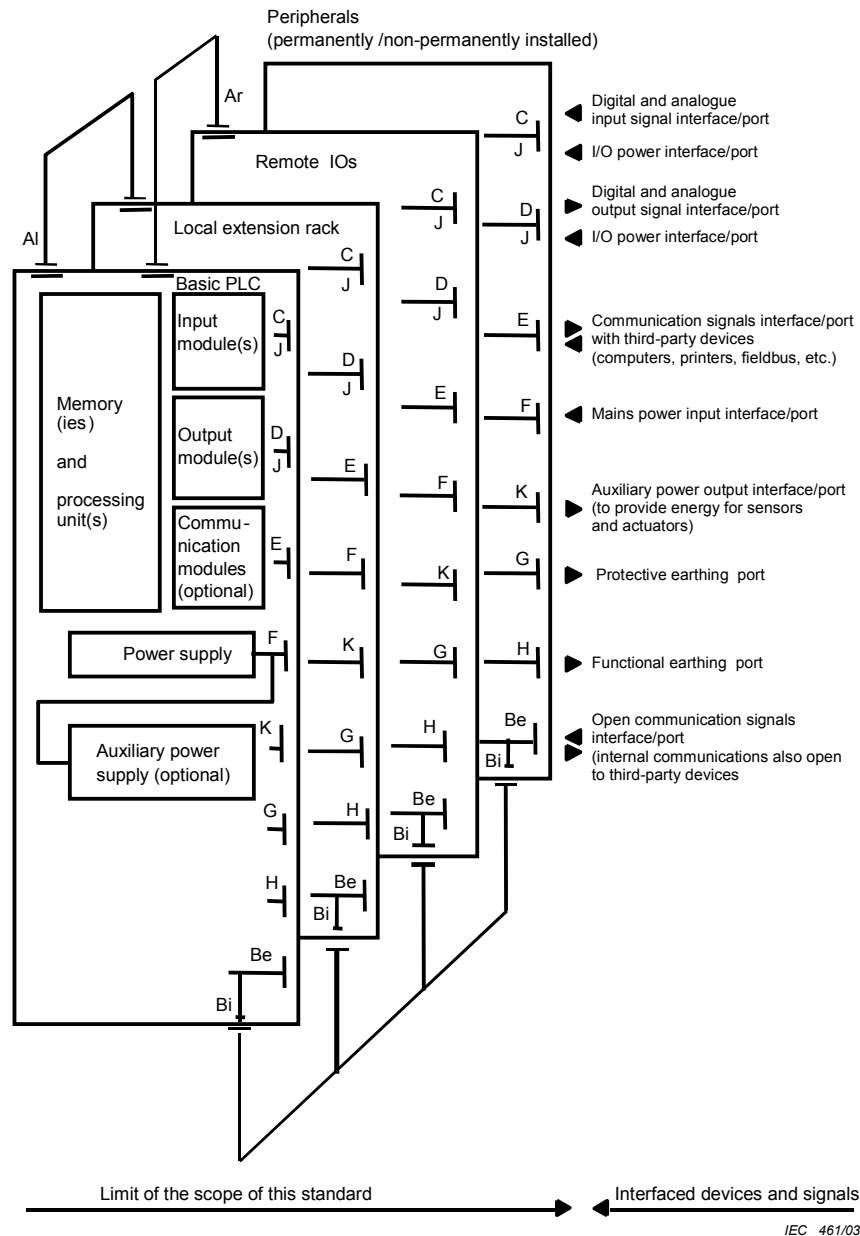 Peripherals
(permanently /non-permanently installed)
Ar
C
J
Digital and analogue
input signal interface/port
I/O power interface/port
Remote IOs
C
J
D
J
Digital and analogue
output signal interface/port
I/O power interface/port
Al
Local extension rack
C
J
D
J
E
Communication signals interface/port
with third-party devices
(computers, printers, fieldbus, etc.)
Basic PLC
Input
module(s)
C
J
D
J
E
F
Mains power input interface/port
Memory
(ies)
and
processing
unit(s)
Output
module(s)
D
J
E
F
K
Auxiliary power output interface/port
(to provide energy for sensors
and actuators)
Commu-
nication
modules
(optional)
E
F
K
G
Protective earthing port
Power supply
F
K
G
H
Functional earthing port
Auxiliary power
supply (optional)
K
G
H
Be
Bi
Open communication signals
interface/port
(internal communications also open
to third-party devices
G
H
Be
Bi
H
Be
Bi
Be
Bi
Limit of the scope of this standard
Interfaced devices and signals
IEC 461/03